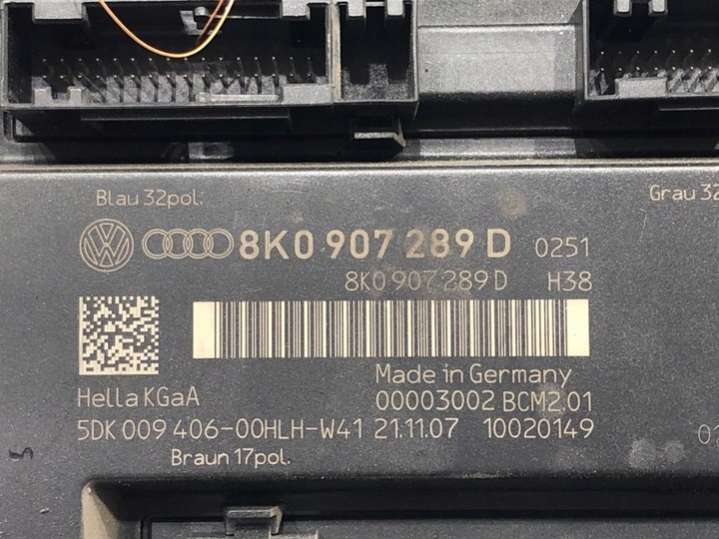 Blau 32pol.
Grau 32
8K0 907 289 D 0251
8K0 907 289 D H38
Hella KGaA
Made in Germany
00003002 BCM2.01
5DK 009 406-00HLH-W41 21.11.07 10020149
01
Braun 17pol.